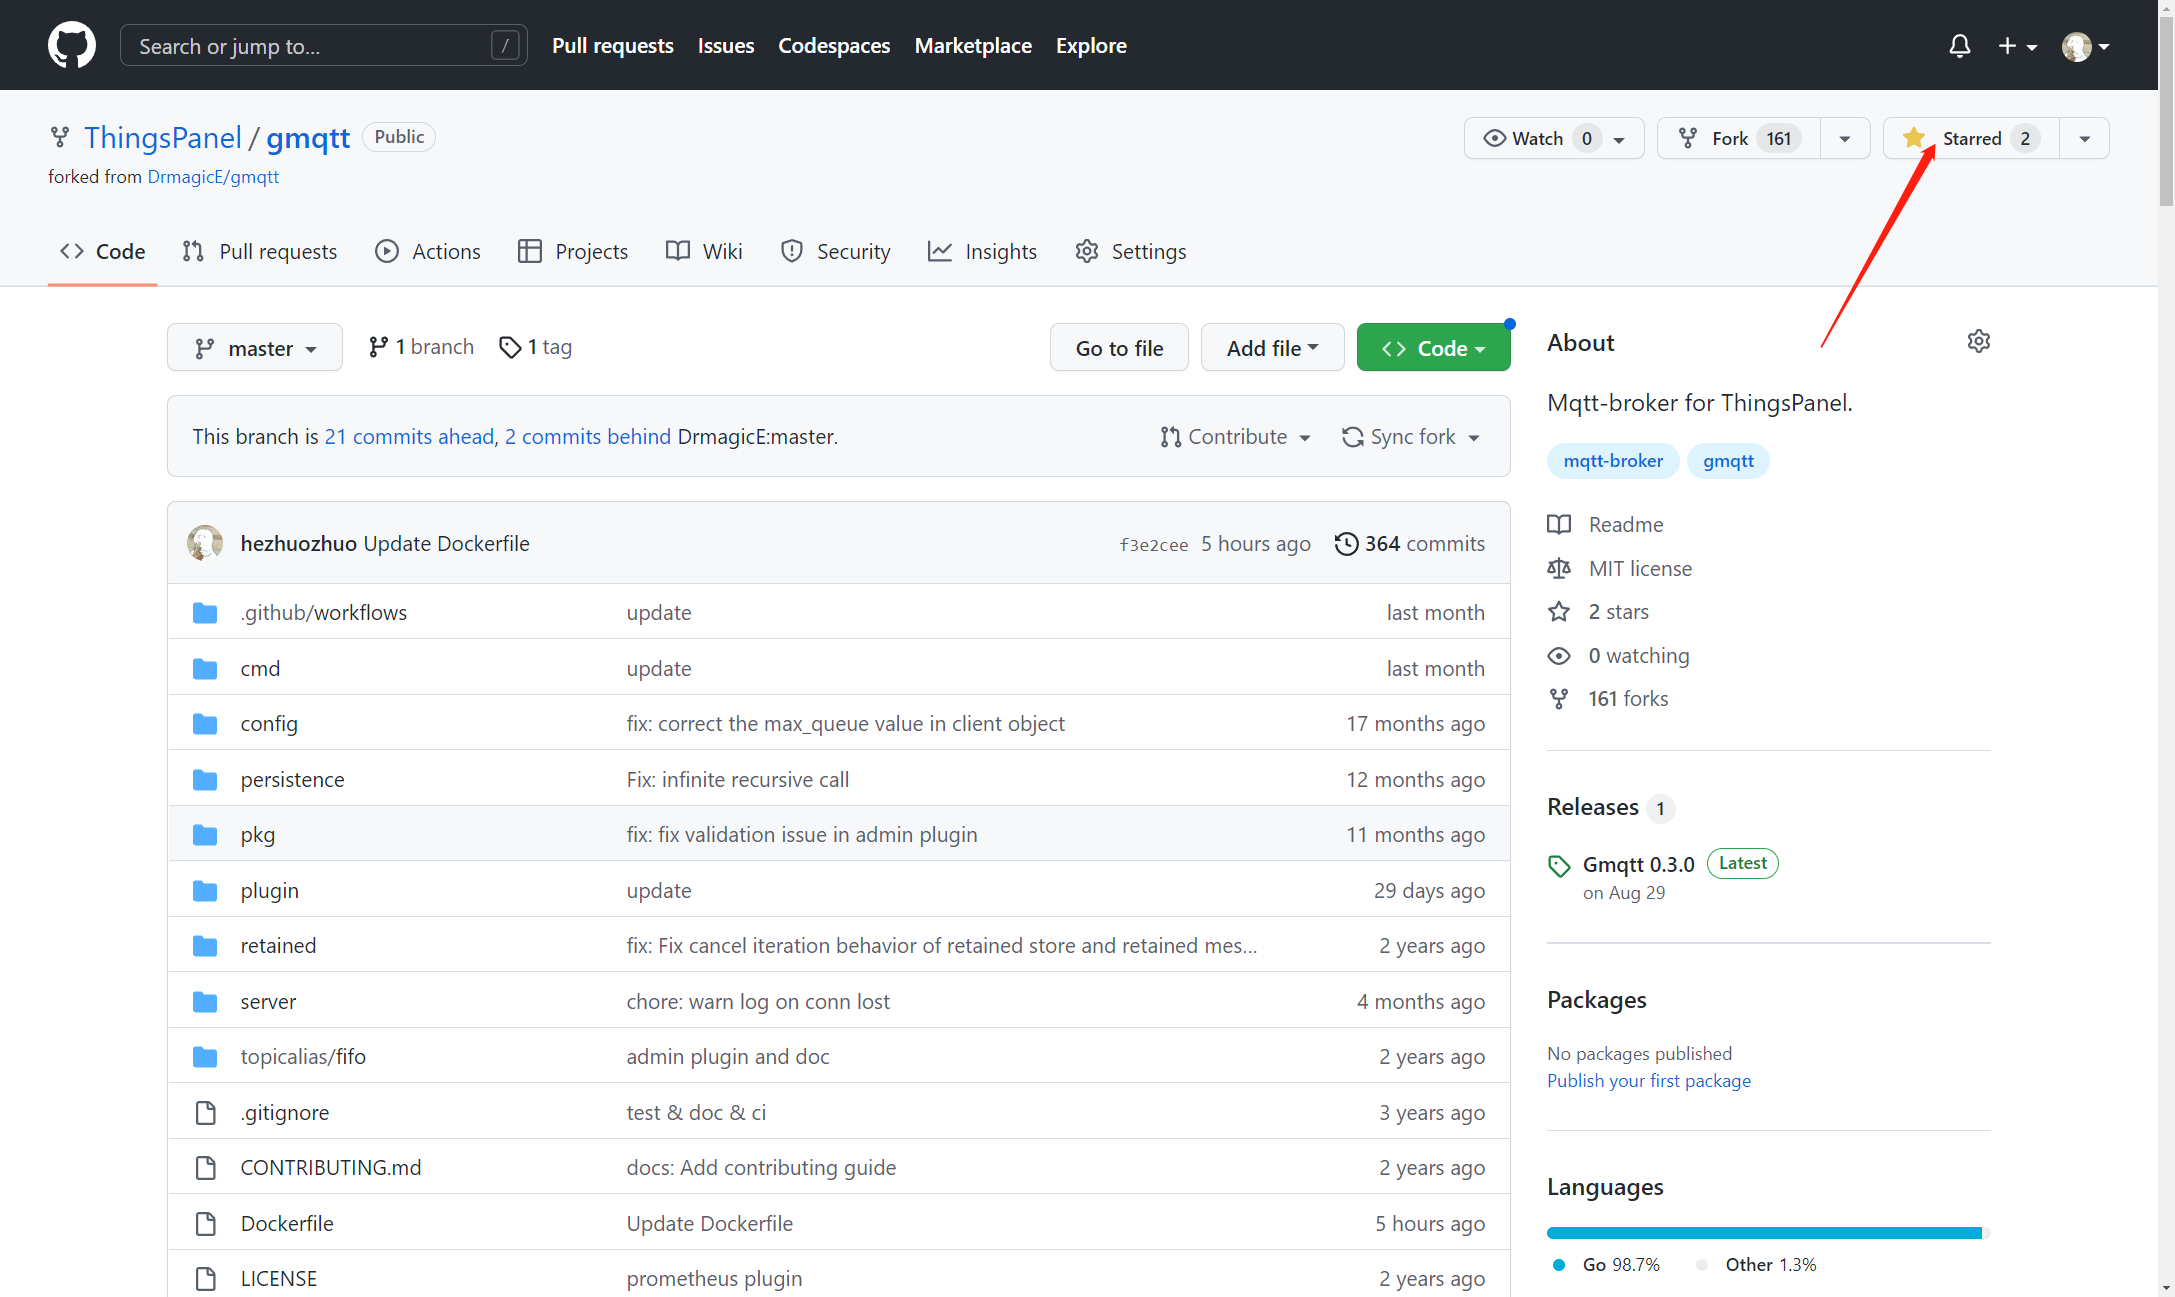 Search or jump to... /
Pull requests Issues Codespaces Marketplace Explore
ThingsPanel / gmqtt Public
Watch 0 Fork 161 Starred 2
forked from DrmagicE/gmqtt
Code Pull requests Actions Projects Wiki Security Insights Settings
master 1 branch 1 tag Go to file Add file Code
This branch is 21 commits ahead, 2 commits behind DrmagicE:master. Contribute Sync fork
hezhuozhuo Update Dockerfile f3e2cee 5 hours ago 364 commits
.github/workflows update last month
cmd update last month
config fix: correct the max_queue value in client object 17 months ago
persistence Fix: infinite recursive call 12 months ago
pkg fix: fix validation issue in admin plugin 11 months ago
plugin update 29 days ago
retained fix: Fix cancel iteration behavior of retained store and retained mes... 2 years ago
server chore: warn log on conn lost 4 months ago
topicalias/fifo admin plugin and doc 2 years ago
.gitignore test & doc & ci 3 years ago
CONTRIBUTING.md docs: Add contributing guide 2 years ago
Dockerfile Update Dockerfile 5 hours ago
LICENSE prometheus plugin 2 years ago
About
Mqtt-broker for ThingsPanel.
mqtt-broker gmqtt
Readme
MIT license
2 stars
0 watching
161 forks
Releases 1
Gmqtt 0.3.0 Latest
on Aug 29
Packages
No packages published
Publish your first package
Languages
Go 98.7% Other 1.3%